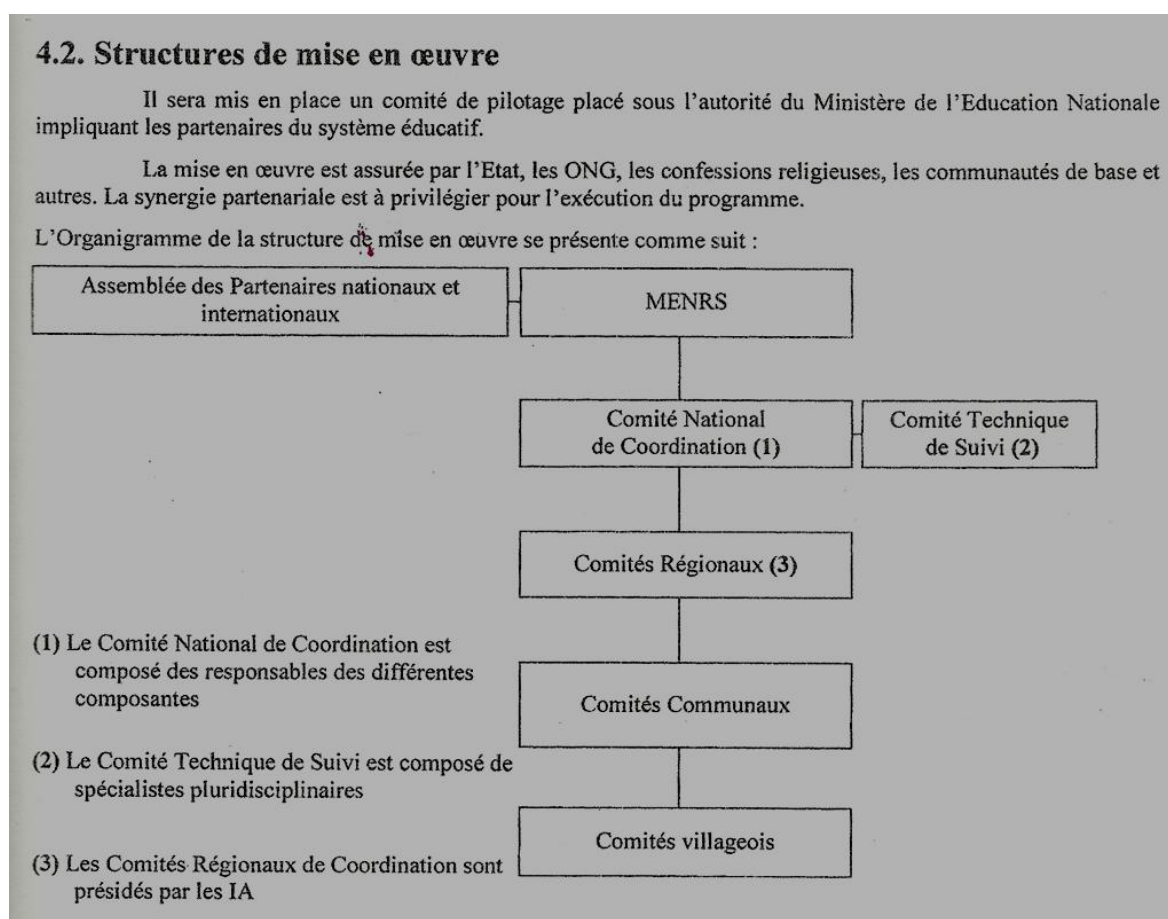 4.2. Structures de mise en œuvre
Il sera mis en place un comité de pilotage placé sous l'autorité du Ministère de l'Education Nationale
impliquant les partenaires du système éducatif.
La mise en œuvre est assurée par l'Etat, les ONG, les confessions religieuses, les communautés de base et
autres. La synergie partenariale est à privilégier pour l'exécution du programme.
L'Organigramme de la structure de mise en œuvre se présente comme suit :
Assemblée des Partenaires nationaux et
internationaux
MENRS
Comité National
de Coordination (1)
Comité Technique
de Suivi (2)
Comités Régionaux (3)
(1) Le Comité National de Coordination est
composé des responsables des différentes
composantes
Comités Communaux
(2) Le Comité Technique de Suivi est composé de
spécialistes pluridisciplinaires
Comités villageois
(3) Les Comités Régionaux de Coordination sont
présidés par les IA